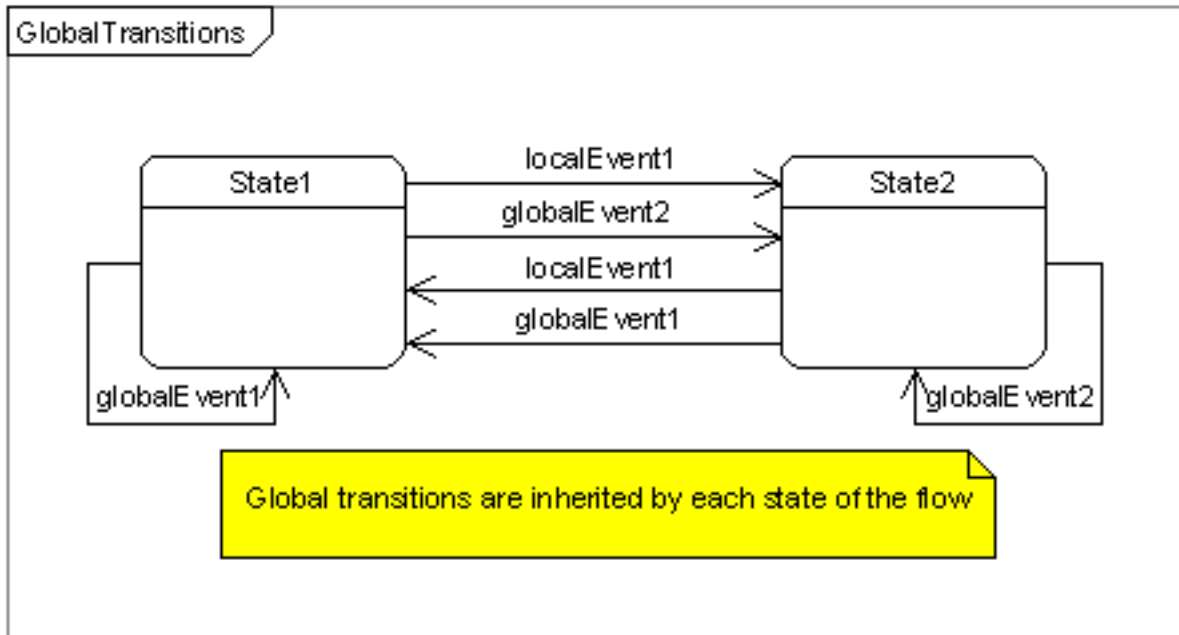 GlobalTransitions
localEvent1
State1
State2
globalEvent2
localEvent1
globalEvent1
globalEvent1
globalEvent2
Global transitions are inherited by each state of the flow